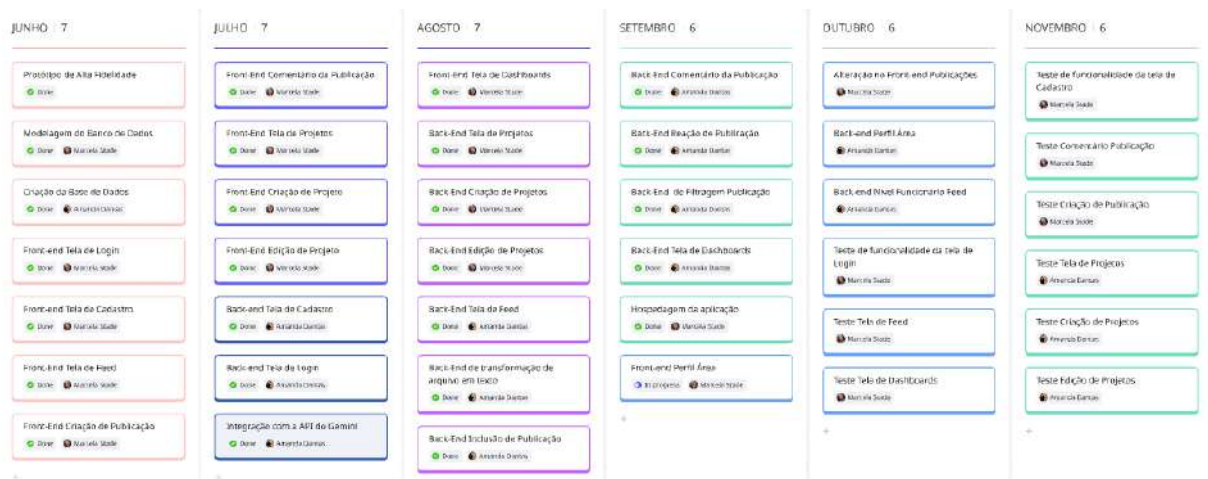 JUNHO 7
Protótipo de Alta Fidelidade
Done
Modelagem do Banco de Dados
Done Marcela Stade
Criação da Base de Dados
Done Amanda Dantas
Front-end Tela de Login
Done Marcela Stade
Front-end Tela de Cadastro
Done Marcela Stade
Front-End Tela de Feed
Done Marcela Stade
Front-End Criação de Publicação
Done Marcela Stade
JULHO 7
Front-End Comentário da Publicação
Done Marcela Stade
Front-End Tela de Projetos
Done Marcela Stade
Front-End Criação de Projeto
Done Marcela Stade
Front-End Edição de Projeto
Done Marcela Stade
Back-end Tela de Cadastro
Done Amanda Dantas
Back-end Tela de Login
Done Amanda Dantas
Integração com a API do Gemini
Done Amanda Dantas
AGOSTO 7
Front-End Tela de Dashboards
Done Marcela Stade
Back-End Tela de Projetos
Done Marcela Stade
Back-End Criação de Projetos
Done Marcela Stade
Back-End Edição de Projetos
Done Marcela Stade
Back-End Tela de Feed
Done Amanda Dantas
Back-End de transformação de
arquivo em texto
Done Amanda Dantas
Back-End Inclusão de Publicação
Done Amanda Dantas
SETEMBRO 6
Back-End Comentário da Publicação
Done Amanda Dantas
Back-End Reação de Publicação
Done Amanda Dantas
Back-End de Filtragem Publicação
Done Amanda Dantas
Back-End Tela de Dashboards
Done Amanda Dantas
Hospedagem da aplicação
Done Marcela Stade
Front-end Perfil Área
In progress Marcela Stade
OUTUBRO 6
Alteração no Front-end Publicações
Marcela Stade
Back-end Perfil Área
Amanda Dantas
Back-end Nível Funcionário Feed
Amanda Dantas
Teste de funcionalidade da tela de
Login
Marcela Stade
Teste Tela de Feed
Marcela Stade
Teste Tela de Dashboards
Marcela Stade
NOVEMBRO 6
Teste de funcionalidade da tela de
Cadastro
Marcela Stade
Teste Comentário Publicação
Marcela Stade
Teste Criação de Publicação
Marcela Stade
Teste Tela de Projetos
Amanda Dantas
Teste Criação de Projetos
Amanda Dantas
Teste Edição de Projetos
Amanda Dantas